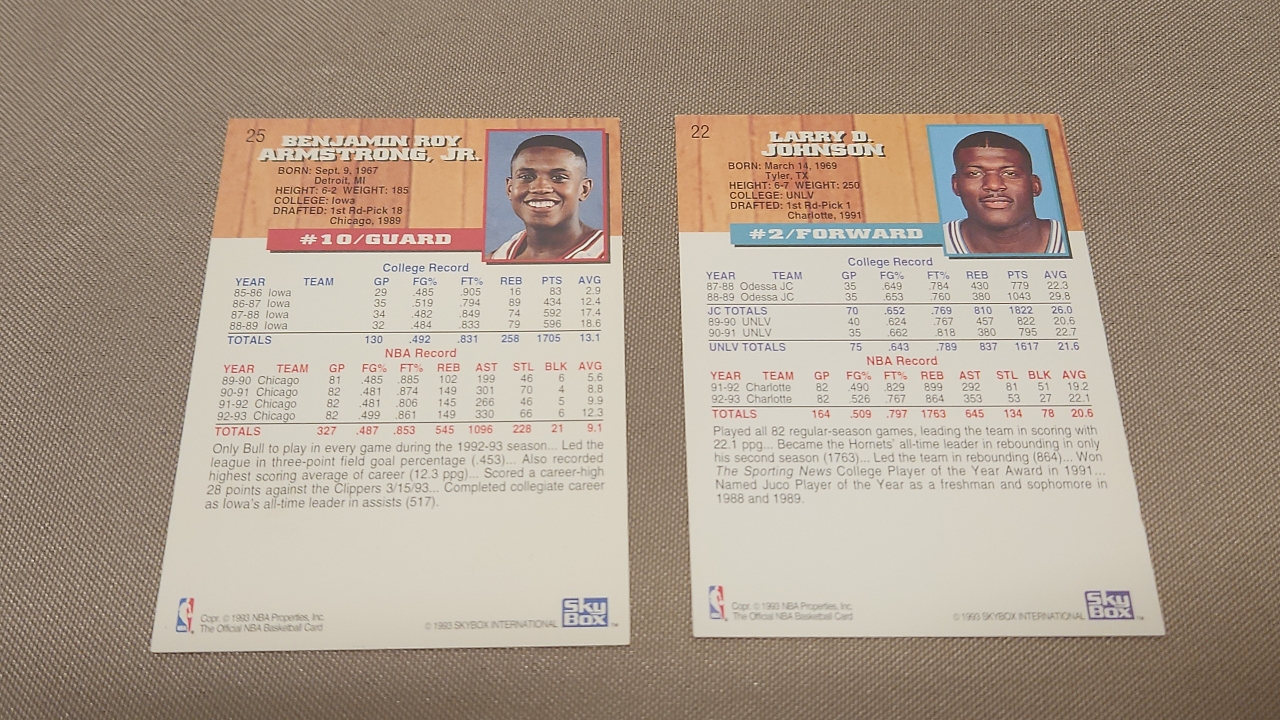 25
BENJAMIN ROY
ARMSTRONG, JR.
BORN: Sept. 9, 1967
Detroit, MI
HEIGHT: 6-2 WEIGHT: 185
COLLEGE: Iowa
DRAFTED: 1st Rd-Pick 18
Chicago, 1989
#10/GUARD
College Record
YEAR TEAM GP FG% FT% REB PTS AVG
85-86 Iowa 29 .485 .905 16 83 2.9
86-87 Iowa 35 .519 .794 89 434 12.4
87-88 Iowa 34 .482 .849 74 592 17.4
88-89 Iowa 32 .484 .833 79 596 18.6
TOTALS 130 .492 .831 258 1705 13.1
NBA Record
YEAR TEAM GP FG% FT% REB AST STL BLK AVG
89-90 Chicago 81 .485 .885 102 199 46 6 5.6
90-91 Chicago 82 .481 .874 149 301 70 4 8.8
91-92 Chicago 82 .481 .806 145 266 46 5 9.9
92-93 Chicago 82 .499 .861 149 330 66 6 12.3
TOTALS 327 .487 .853 545 1096 228 21 9.1
Only Bull to play in every game during the 1992-93 season... Led the
league in three-point field goal percentage (.453)... Also recorded
highest scoring average of career (12.3 ppg)... Scored a career-high
28 points against the Clippers 3/15/93... Completed collegiate career
as Iowa's all-time leader in assists (517).
Copr. © 1993 NBA Properties, Inc.
The Official NBA Basketball Card
© 1993 SKYBOX INTERNATIONAL
Sky
Box
TM
22
LARRY D.
JOHNSON
BORN: March 14, 1969
Tyler, TX
HEIGHT: 6-7 WEIGHT: 250
COLLEGE: UNLV
DRAFTED: 1st Rd-Pick 1
Charlotte, 1991
#2/FORWARD
College Record
YEAR TEAM GP FG% FT% REB PTS AVG
87-88 Odessa JC 35 .649 .784 430 779 22.3
88-89 Odessa JC 35 .653 .760 380 1043 29.8
JC TOTALS 70 .652 .769 810 1822 26.0
89-90 UNLV 40 .624 .767 457 822 20.6
90-91 UNLV 35 .662 .818 380 795 22.7
UNLV TOTALS 75 .643 .789 837 1617 21.6
NBA Record
YEAR TEAM GP FG% FT% REB AST STL BLK AVG
91-92 Charlotte 82 .490 .829 899 292 81 51 19.2
92-93 Charlotte 82 .526 .767 864 353 53 27 22.1
TOTALS 164 .509 .797 1763 645 134 78 20.6
Played all 82 regular-season games, leading the team in scoring with
22.1 ppg... Became the Hornets' all-time leader in rebounding in only
his second season (1763)... Led the team in rebounding (864)... Won
The Sporting News College Player of the Year Award in 1991...
Named Juco Player of the Year as a freshman and sophomore in
1988 and 1989.
Copr. © 1993 NBA Properties, Inc.
The Official NBA Basketball Card
© 1993 SKYBOX INTERNATIONAL
Sky
Box
TM